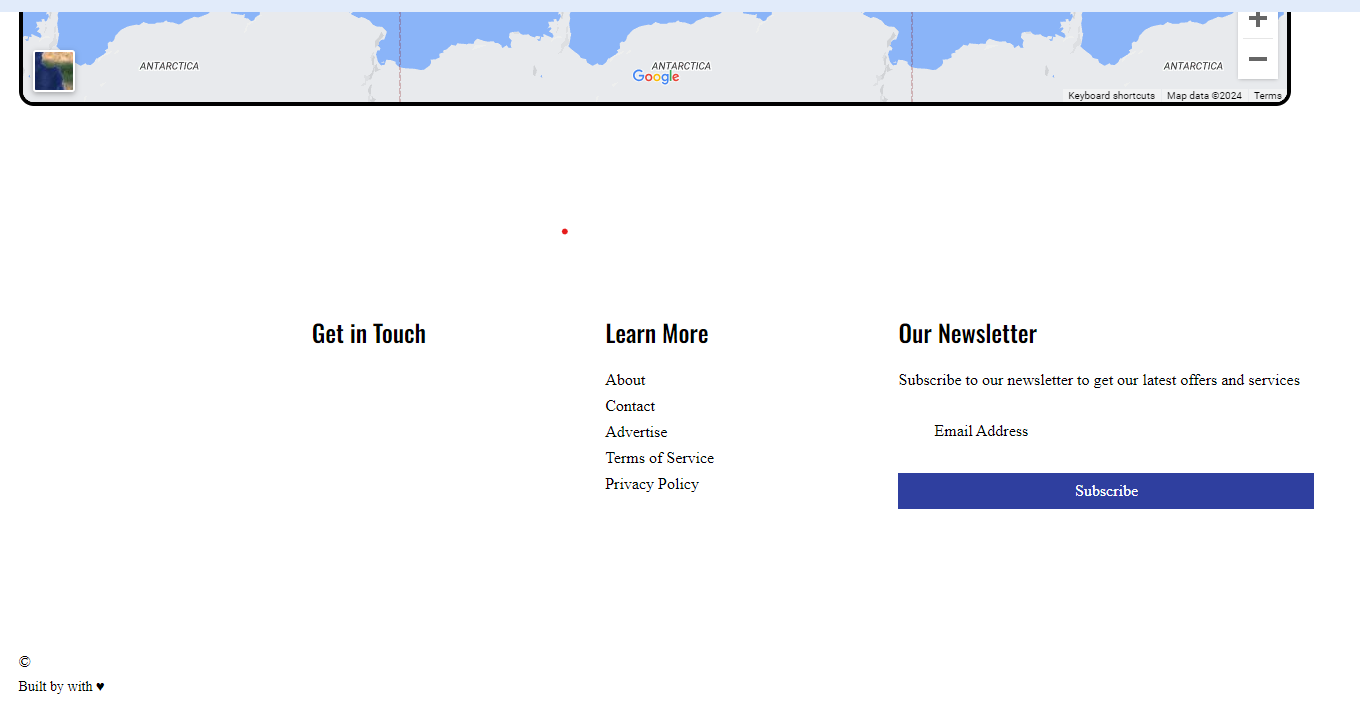 ANTARCTICA ANTARCTICA ANTARCTICA
Google
Keyboard shortcuts Map data ©2024 Terms
Get in Touch
Learn More
About
Contact
Advertise
Terms of Service
Privacy Policy
Our Newsletter
Subscribe to our newsletter to get our latest offers and services
Email Address
Subscribe
©
Built by with ♥